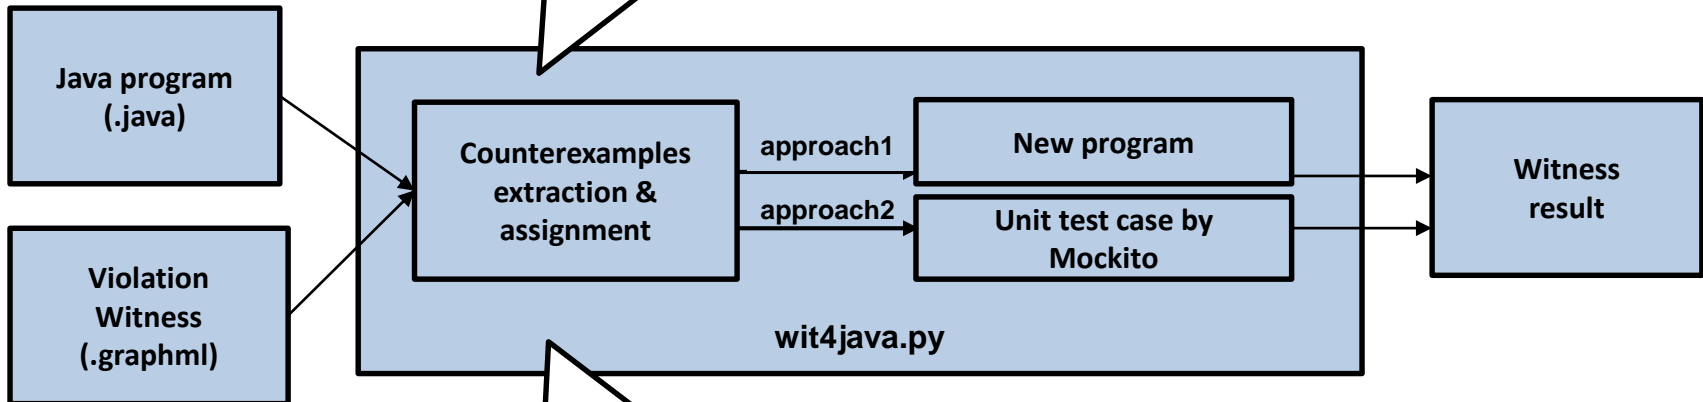 Java program
(.java)
Violation
Witness
(.graphml)
Counterexamples
extraction &
assignment
approach1
approach2
New program
Unit test case by
Mockito
wit4java.py
Witness
result